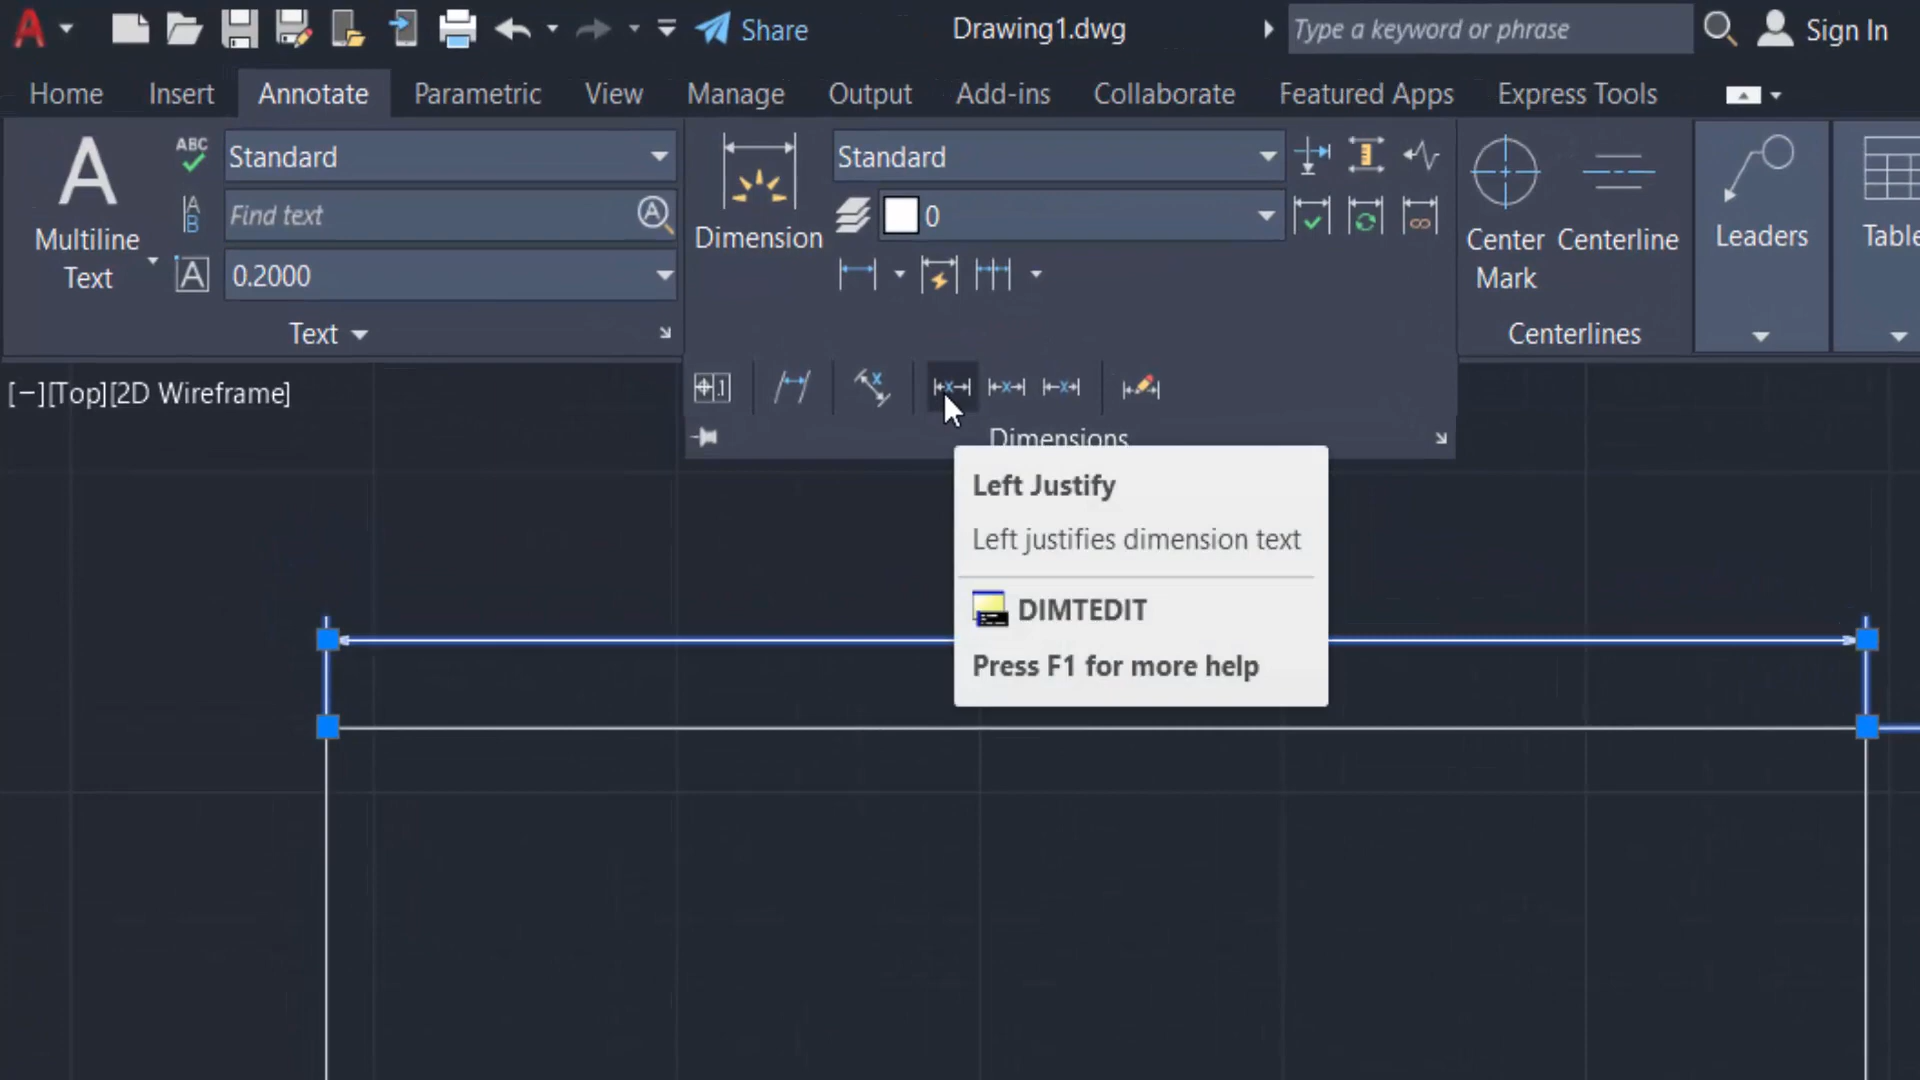 Share
Drawing1.dwg
Type a keyword or phrase
Sign In
Home Insert Annotate Parametric View Manage Output Add-ins Collaborate Featured Apps Express Tools
A
Multiline
Text
ABC
Standard
A
B
Find text
A
A
0.2000
Text
Dimension
Standard
0
Center
Mark
Centerline
Centerlines
Leaders
Table
Dimensions
[−][Top][2D Wireframe]
Left Justify
Left justifies dimension text
DIMTEDIT
Press F1 for more help